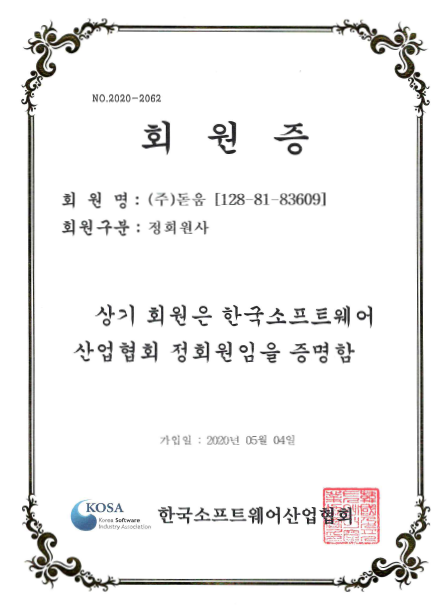 NO.2020-2062
회 원 증
회 원 명 : (주)돋움 [128-81-83609]
회원구분 : 정회원사
상기 회원은 한국소프트웨어
산업협회 정회원임을 증명함
가입일 : 2020년 05월 04일
KOSA
Korea Software
Industry Association
한국소프트웨어산업협회